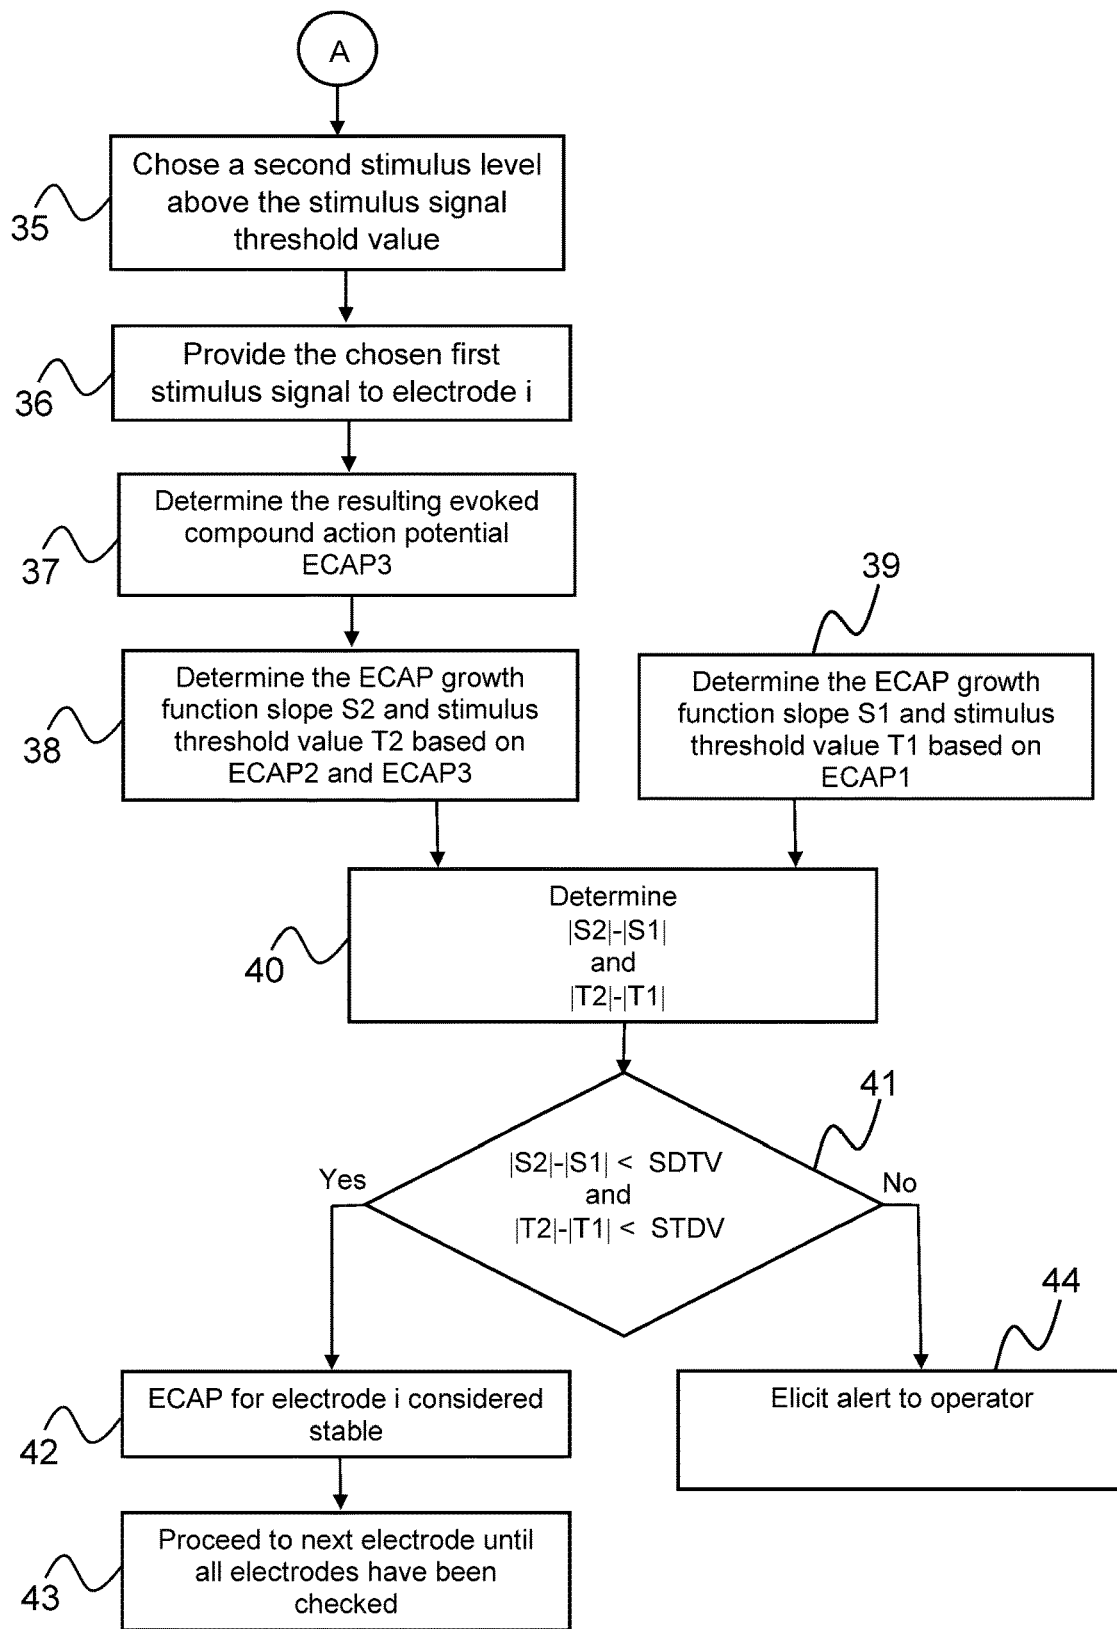 A
Chose a second stimulus level
above the stimulus signal
threshold value
35
Provide the chosen first
stimulus signal to electrode i
36
Determine the resulting evoked
compound action potential
ECAP3
37
39
Determine the ECAP growth
function slope S2 and stimulus
threshold value T2 based on
ECAP2 and ECAP3
38
Determine the ECAP growth
function slope S1 and stimulus
threshold value T1 based on
ECAP1
Determine
|S2|-|S1|
and
|T2|-|T1|
40
41
|S2|-|S1| < SDTV
and
|T2|-|T1| < STDV
Yes
No
44
ECAP for electrode i considered
stable
42
Elicit alert to operator
Proceed to next electrode until
all electrodes have been
checked
43